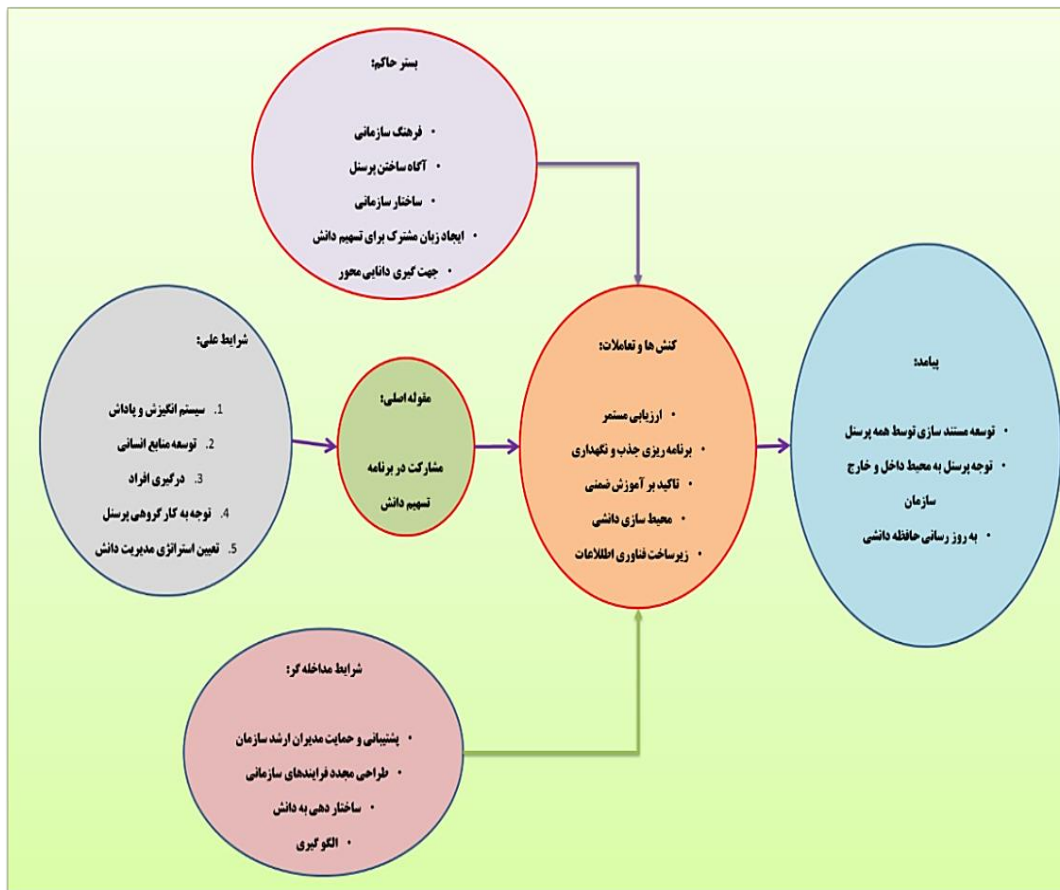 بستر حاکم:
• فرهنگ سازمانی
• آگاه ساختن پرسنل
• ساختار سازمانی
• ایجاد زبان مشترک برای تسهیم دانش
• جهت گیری دانایی محور
شرایط علی:
1. سیستم انگیزش و پاداش
2. توسعه منابع انسانی
3. درگیری افراد
4. توجه به کار گروهی پرسنل
5. تعیین استراتژی مدیریت دانش
مقوله اصلی:
مشارکت در برنامه
تسهیم دانش
کنش ها و تعاملات:
• ارزیابی مستمر
• برنامه ریزی جذب و نگهداری
• تاکید بر آموزش ضمنی
• محیط سازی دانشی
• زیرساخت فناوری اطلاعات
پیامد:
• توسعه مستند سازی توسط همه پرسنل
• توجه پرسنل به محیط داخل و خارج
سازمان
• به روز رسانی حافظه دانشی
شرایط مداخله گر:
• پشتیبانی و حمایت مدیران ارشد سازمان
• طراحی مجدد فرایندهای سازمانی
• ساختار دهی به دانش
• الگو گیری